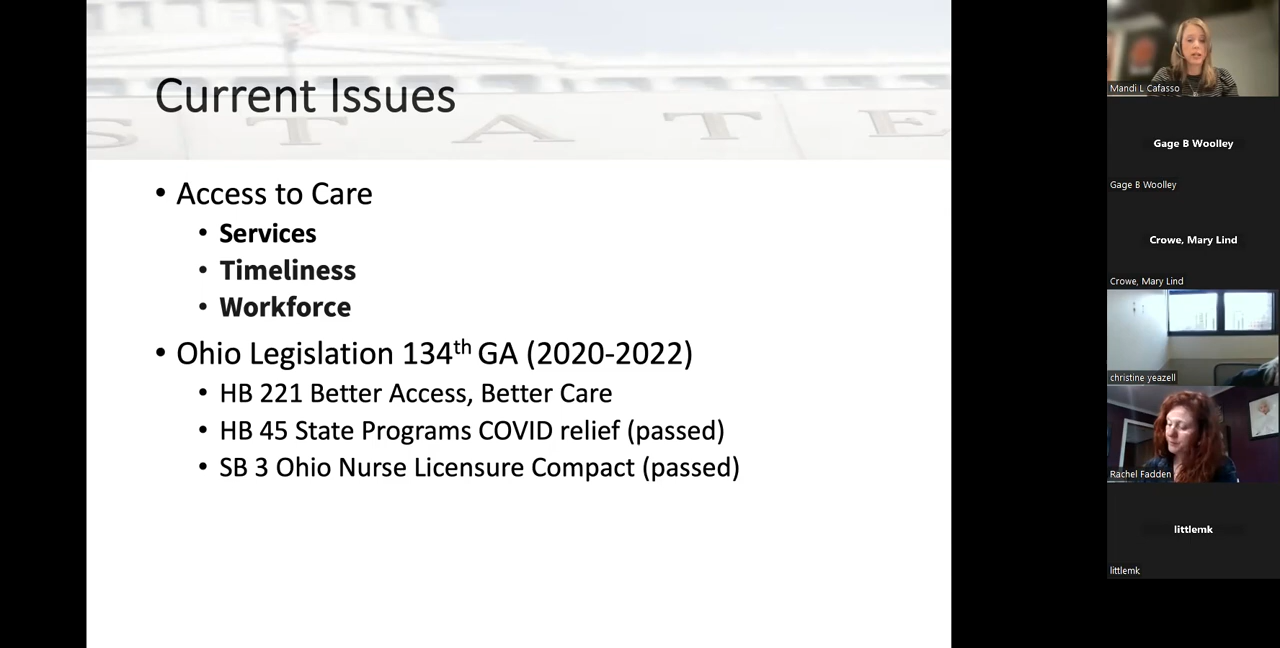 Current Issues
S T A T E
• Access to Care
• Services
• Timeliness
• Workforce
• Ohio Legislation 134th GA (2020-2022)
• HB 221 Better Access, Better Care
• HB 45 State Programs COVID relief (passed)
• SB 3 Ohio Nurse Licensure Compact (passed)
Mandi L Cafasso
Gage B Woolley
Gage B Woolley
Crowe, Mary Lind
Crowe, Mary Lind
christine yeazell
Rachel Fadden
littlemk
littlemk